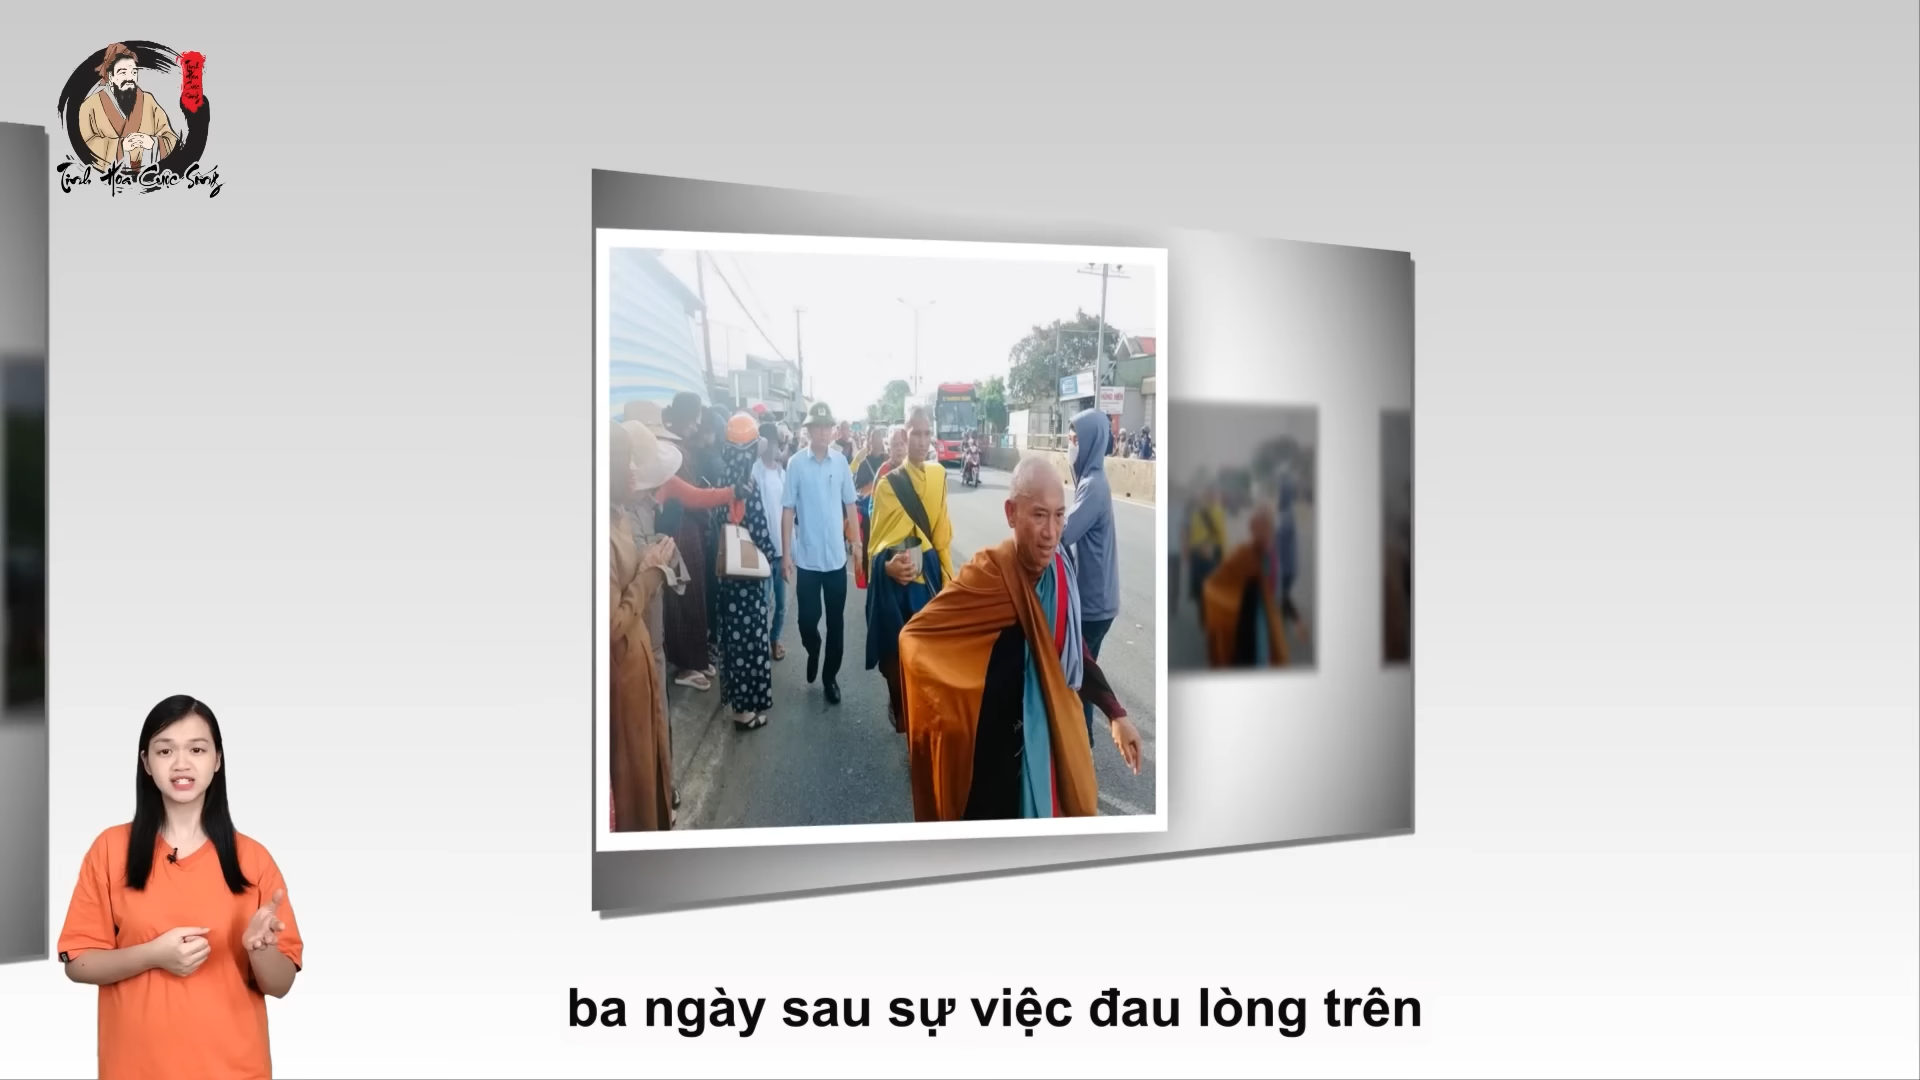 Tinh Hoa Cuộc Sống
ba ngày sau sự việc đau lòng trên